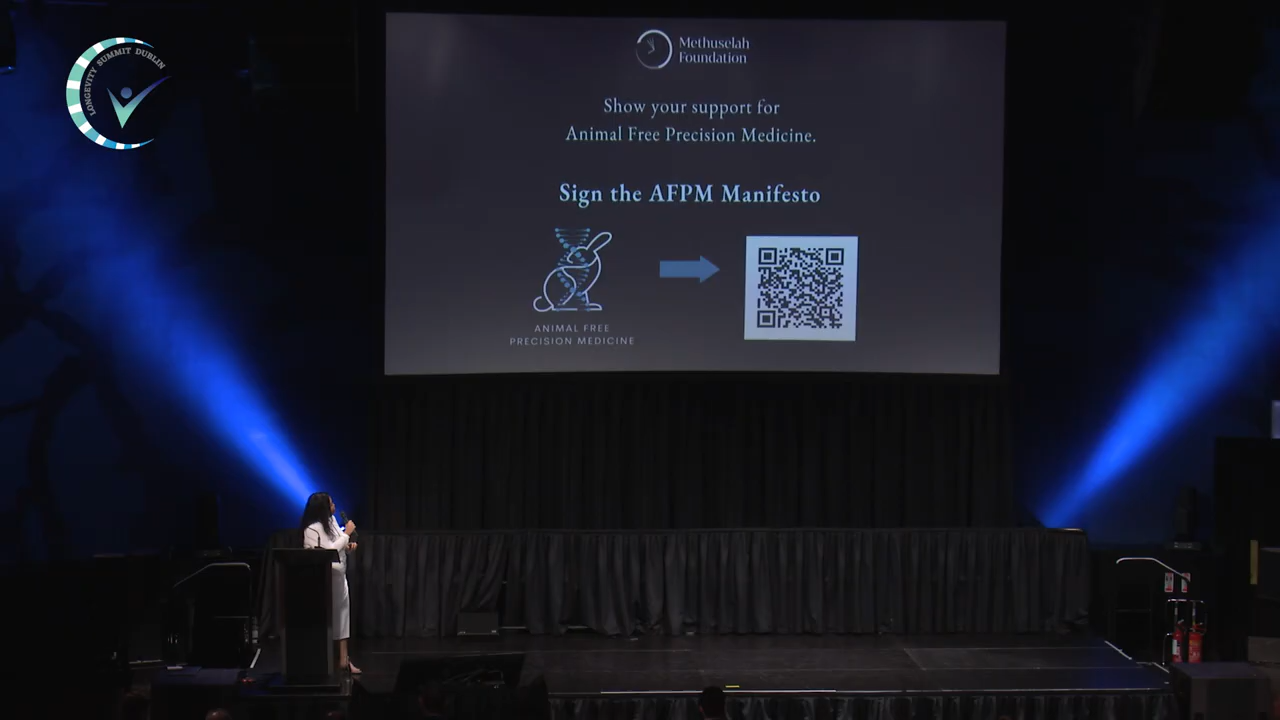 LONGEVITY SUMMIT DUBLIN
Methuselah
Foundation
Show your support for
Animal Free Precision Medicine.
Sign the AFPM Manifesto
ANIMAL FREE
PRECISION MEDICINE